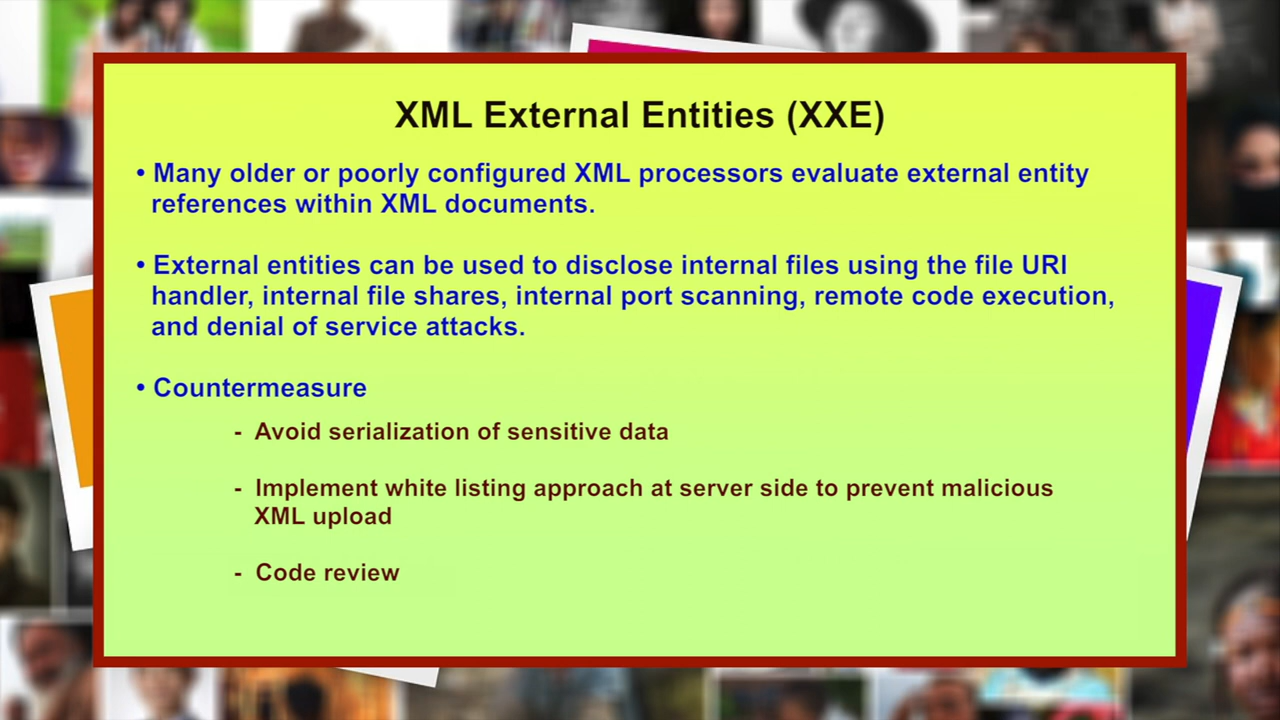 XML External Entities (XXE)
• Many older or poorly configured XML processors evaluate external entity
references within XML documents.
• External entities can be used to disclose internal files using the file URI
handler, internal file shares, internal port scanning, remote code execution,
and denial of service attacks.
• Countermeasure
- Avoid serialization of sensitive data
- Implement white listing approach at server side to prevent malicious
XML upload
- Code review